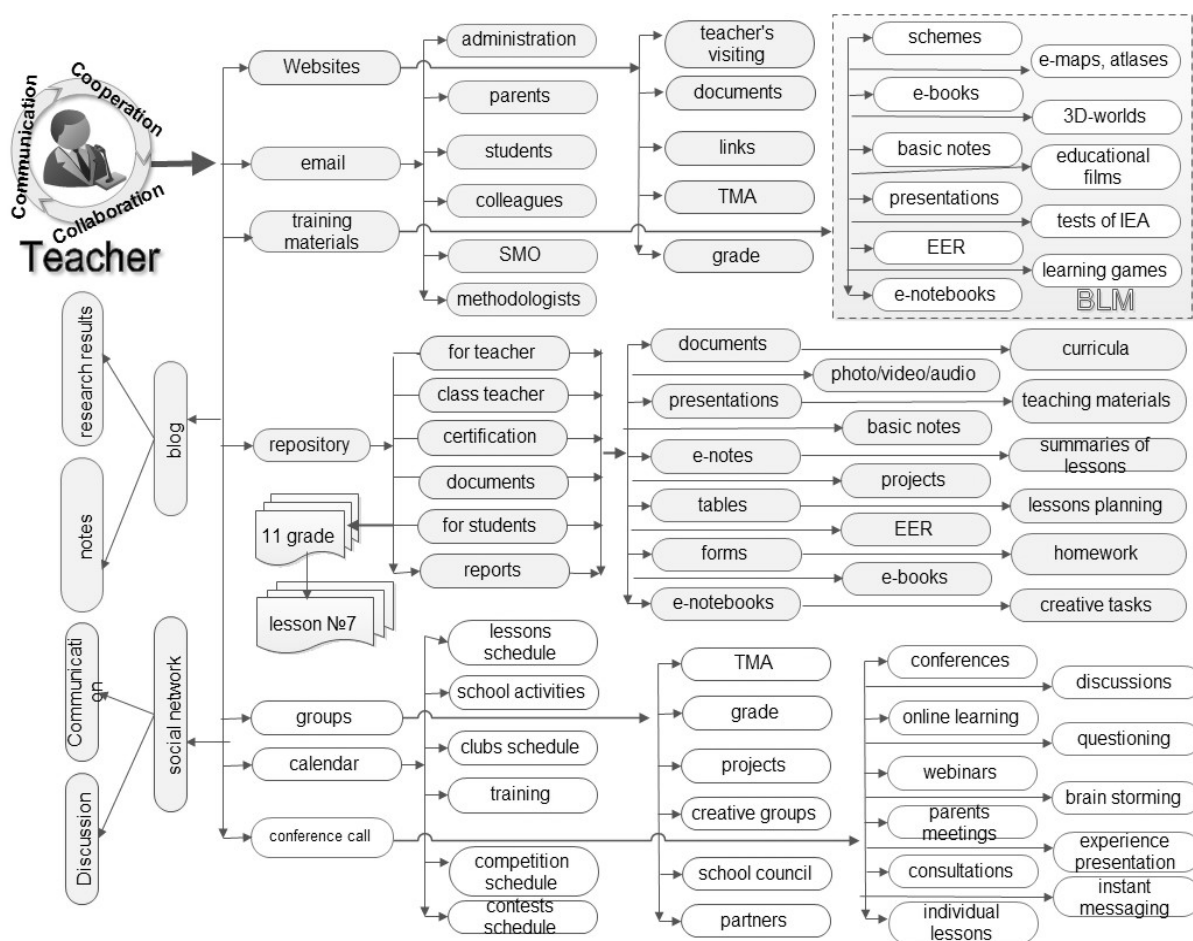 Communication
Cooperation
Collaboration
Teacher
Websites
email
training
materials
administration
parents
students
colleagues
SMO
methodologists
teacher's
visiting
documents
links
TMA
grade
schemes
e-maps, atlases
e-books
3D-worlds
basic notes
educational
films
presentations
tests of IEA
EER
learning games
e-notebooks
BLM
research results
notes
blog
repository
for teacher
class teacher
certification
documents
for students
reports
11 grade
lesson №7
documents
curricula
photo/video/audio
presentations
teaching materials
basic notes
e-notes
summaries of
lessons
projects
tables
lessons planning
EER
forms
homework
e-books
e-notebooks
creative tasks
Communicati
on
Discussion
social network
groups
calendar
conference call
lessons
schedule
school activities
clubs schedule
training
competition
schedule
contests
schedule
TMA
grade
projects
creative groups
school council
partners
conferences
discussions
online learning
questioning
webinars
brain storming
parents
meetings
experience
presentation
consultations
instant
messaging
individual
lessons